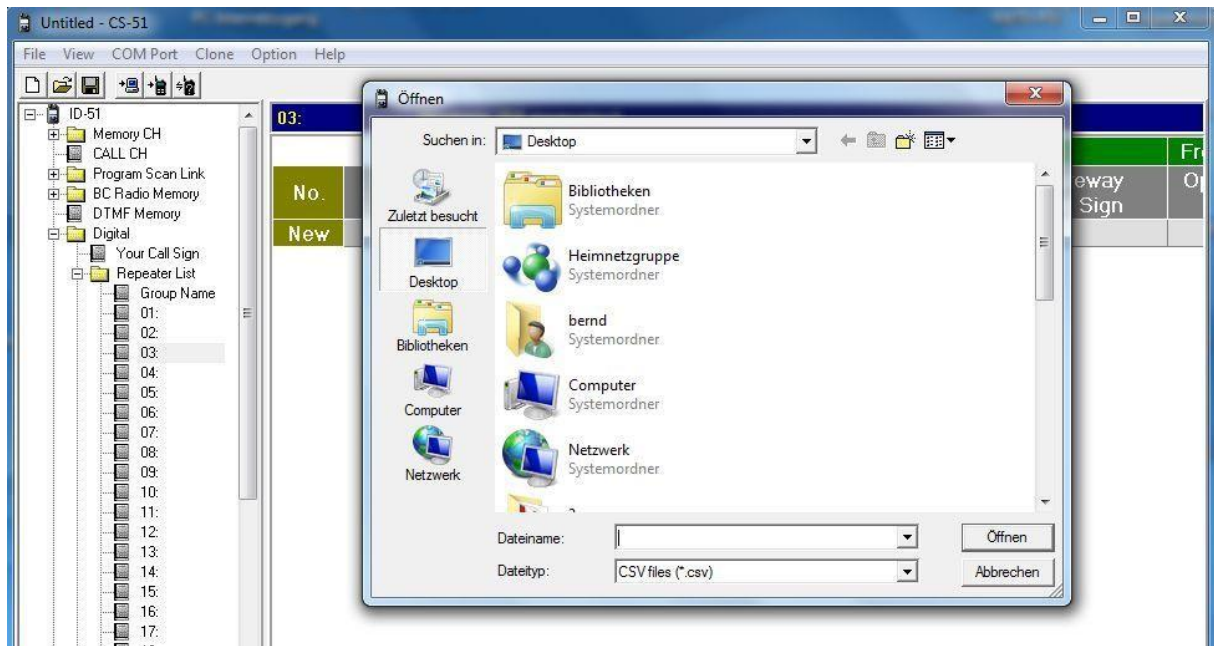 Untitled - CS-51
File View COM Port Clone Option Help
ID-51
Memory CH
CALL CH
Program Scan Link
BC Radio Memory
DTMF Memory
Digital
Your Call Sign
Repeater List
Group Name
01:
02:
03:
04:
05:
06:
07:
08:
09:
10:
11:
12:
13:
14:
15:
16:
17:
03:
No.
New
eway
Sign
Öffnen
Suchen in: Desktop
Zuletzt besucht
Desktop
Bibliotheken
Computer
Netzwerk
Bibliotheken
Systemordner
Heimnetzgruppe
Systemordner
bernd
Systemordner
Computer
Systemordner
Netzwerk
Systemordner
Dateiname:
Öffnen
Dateityp: CSV files (*.csv)
Abbrechen